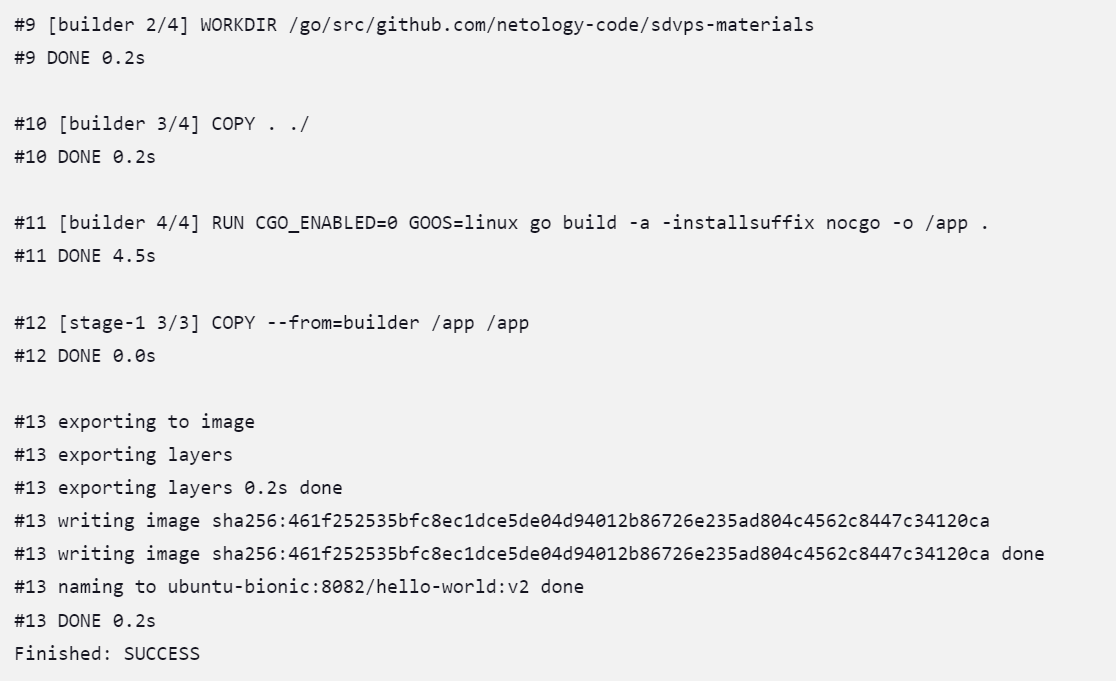 #9 [builder 2/4] WORKDIR /go/src/github.com/netology-code/sdvps-materials
#9 DONE 0.2s
#10 [builder 3/4] COPY . ./
#10 DONE 0.2s
#11 [builder 4/4] RUN CGO_ENABLED=0 GOOS=linux go build -a -installsuffix nocgo -o /app .
#11 DONE 4.5s
#12 [stage-1 3/3] COPY --from=builder /app /app
#12 DONE 0.0s
#13 exporting to image
#13 exporting layers
#13 exporting layers 0.2s done
#13 writing image sha256:461f252535bfc8ec1dce5de04d94012b86726e235ad804c4562c8447c34120ca
#13 writing image sha256:461f252535bfc8ec1dce5de04d94012b86726e235ad804c4562c8447c34120ca done
#13 naming to ubuntu-bionic:8082/hello-world:v2 done
#13 DONE 0.2s
Finished: SUCCESS